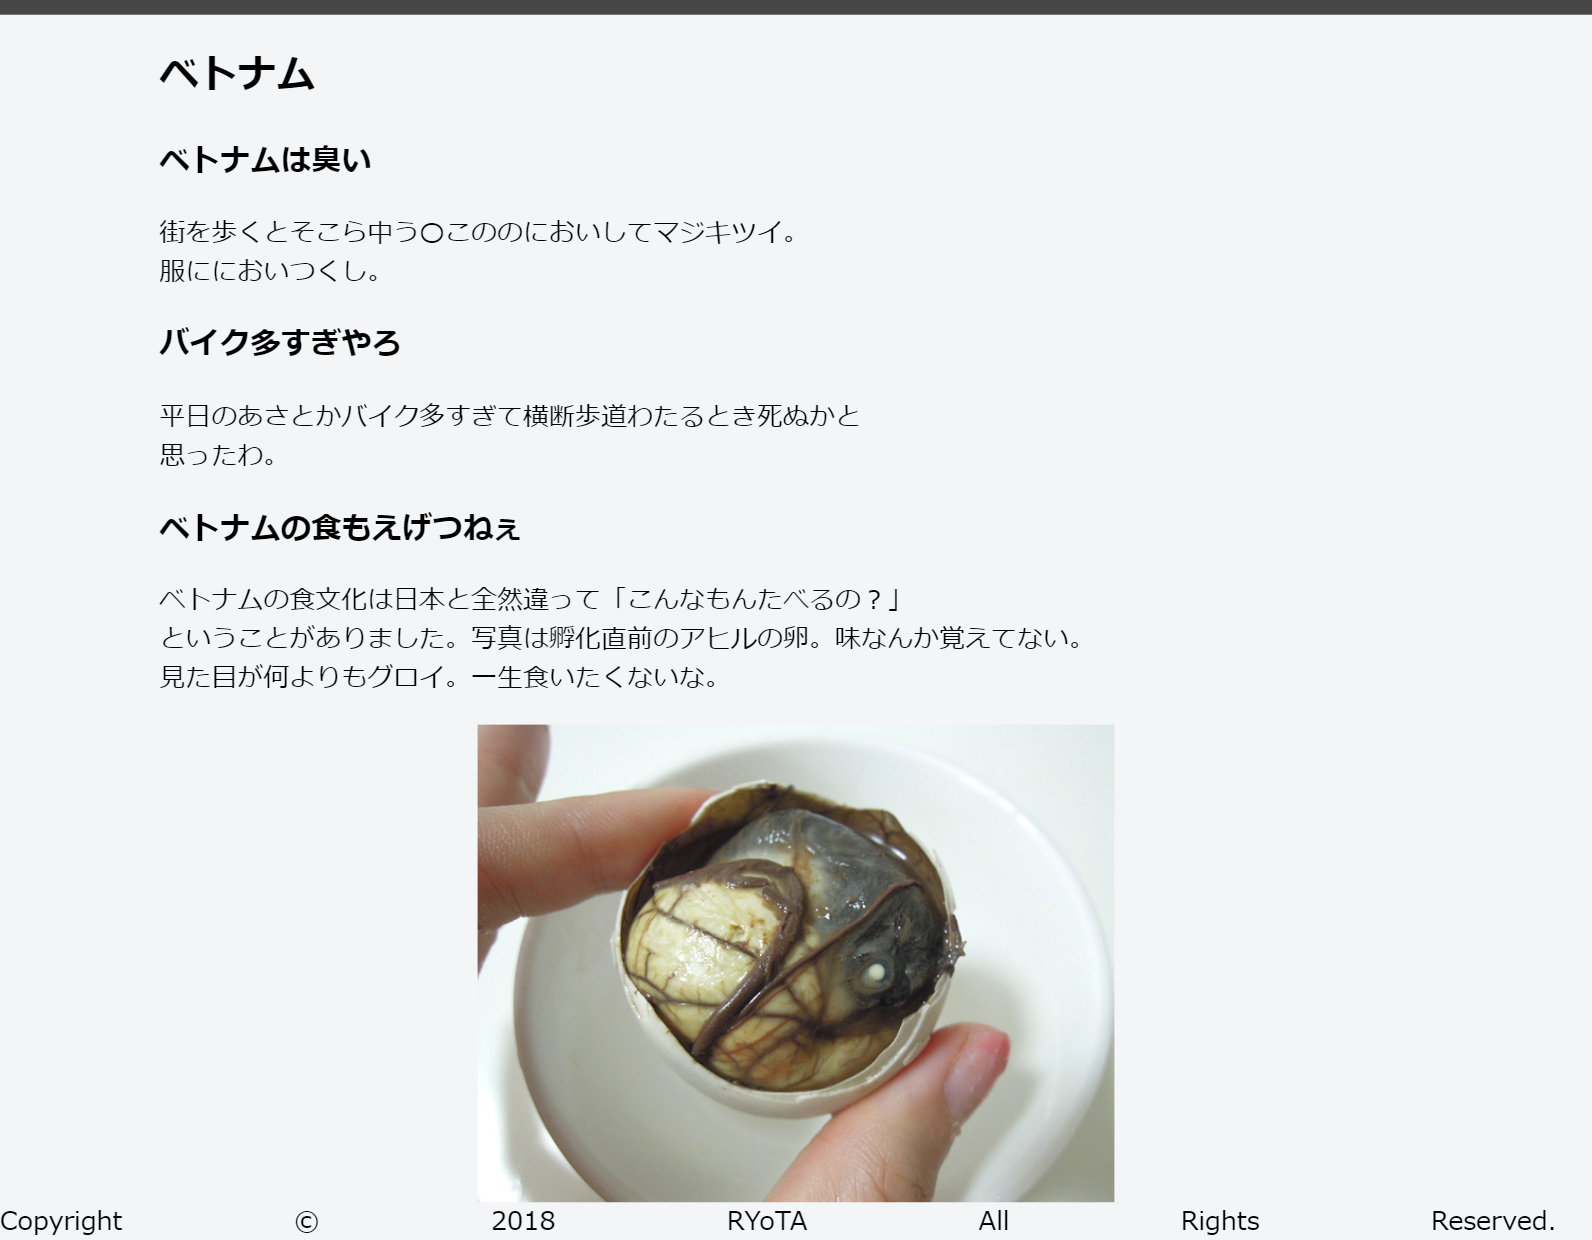 ベトナム
ベトナムは臭い
街を歩くとそこら中う〇こののにおいしてマジキツイ。
服ににおいつくし。
バイク多すぎやろ
平日のあさとかバイク多すぎて横断歩道わたるとき死ぬかと
思ったわ。
ベトナムの食もえげつねぇ
ベトナムの食文化は日本と全然違って「こんなもんたべるの？」
ということがありました。写真は孵化直前のアヒルの卵。味なんか覚えてない。
見た目が何よりもグロイ。一生食いたくないな。
Copyright © 2018 RYoTA All Rights Reserved.